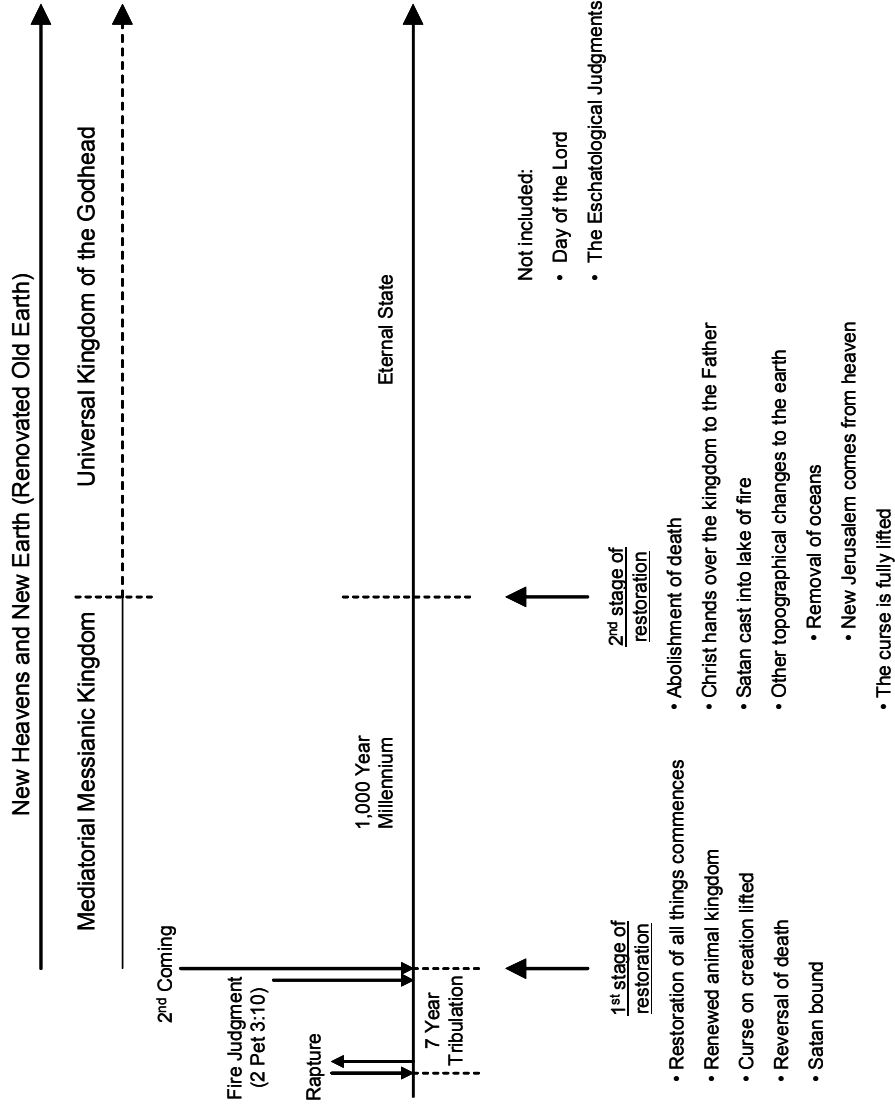 New Heavens and New Earth (Renovated Old Earth)
Mediatorial Messianic Kingdom
Universal Kingdom of the Godhead
2nd Coming
Fire Judgment
(2 Pet 3:10)
Rapture
7 Year
Tribulation
1,000 Year
Millennium
Eternal State
1st stage of
restoration
• Restoration of all things commences
• Renewed animal kingdom
• Curse on creation lifted
• Reversal of death
• Satan bound
2nd stage of
restoration
• Abolishment of death
• Christ hands over the kingdom to the Father
• Satan cast into lake of fire
• Other topographical changes to the earth
• Removal of oceans
• New Jerusalem comes from heaven
• The curse is fully lifted
Not included:
• Day of the Lord
• The Eschatological Judgments